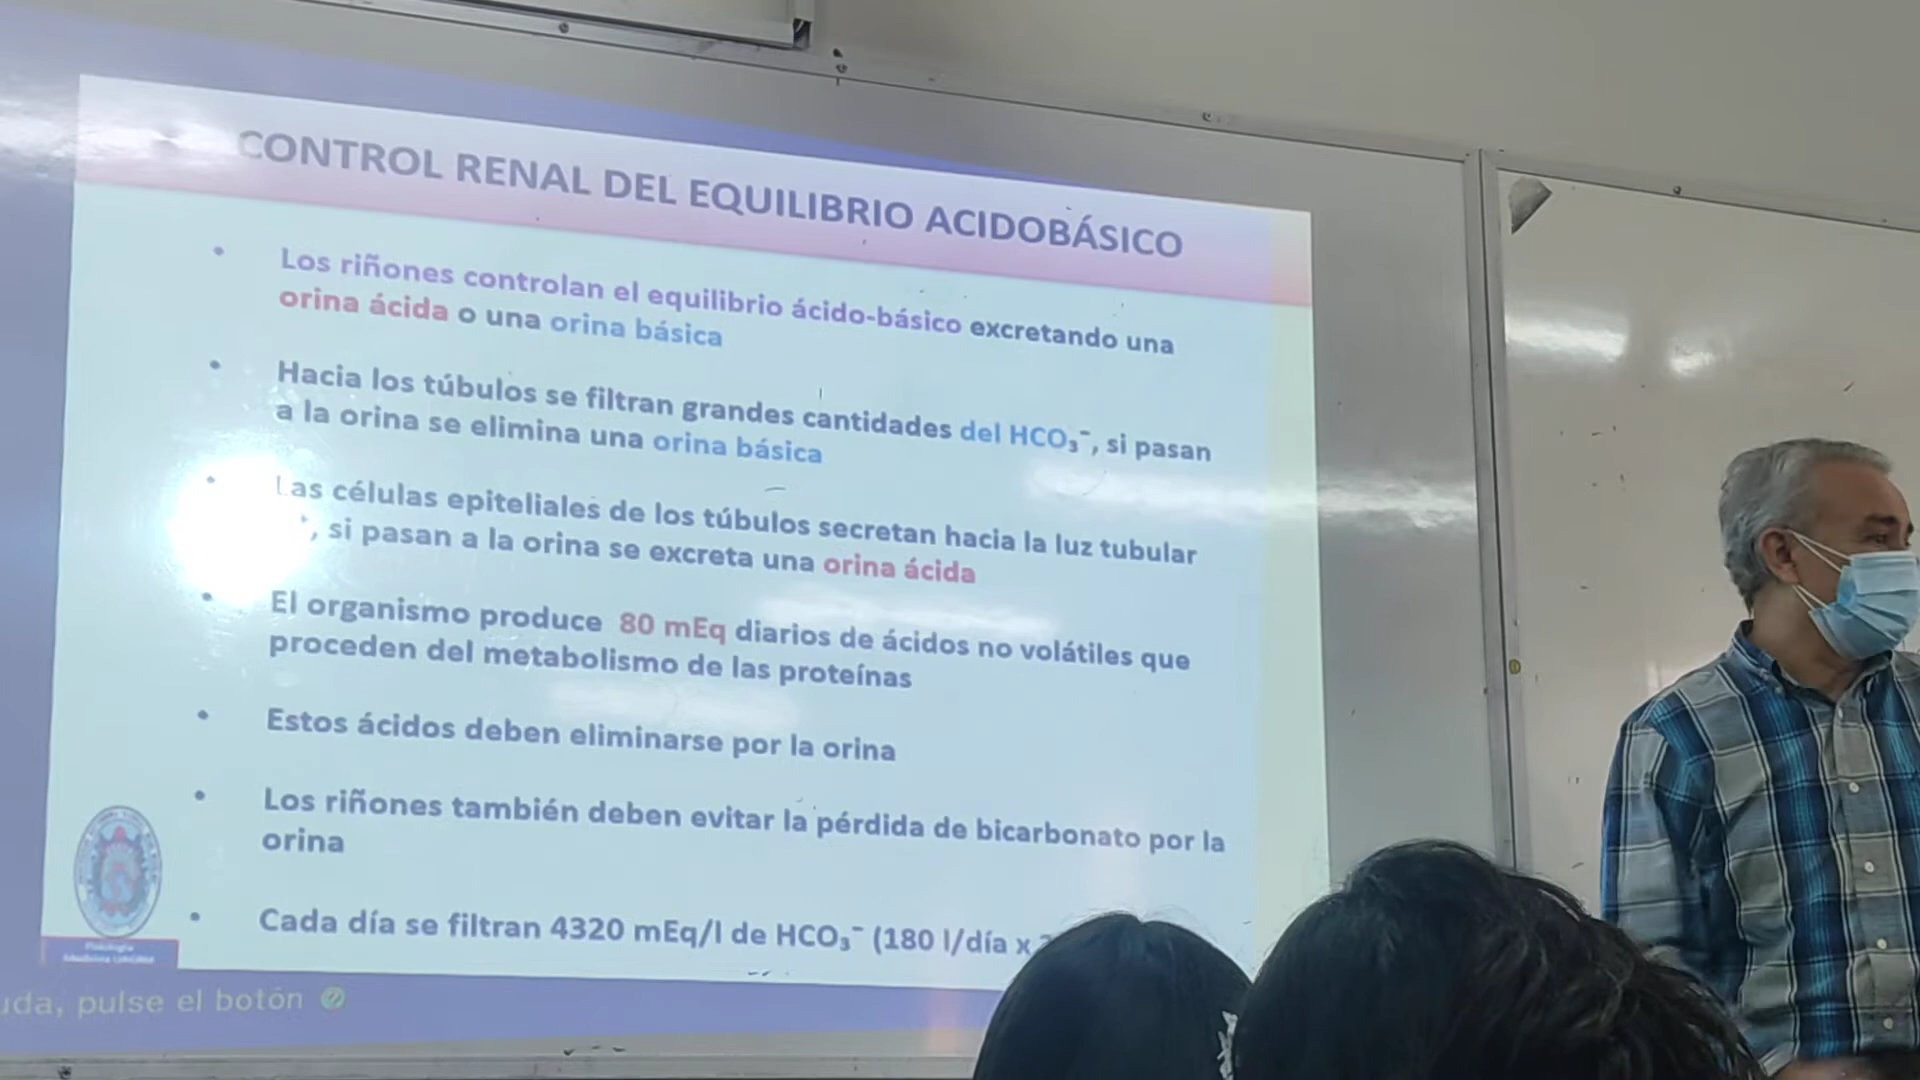 CONTROL RENAL DEL EQUILIBRIO ACIDOBÁSICO
• Los riñones controlan el equilibrio ácido-básico excretando una
orina ácida o una orina básica
• Hacia los túbulos se filtran grandes cantidades del HCO₃⁻, si pasan
a la orina se elimina una orina básica
• Las células epiteliales de los túbulos secretan hacia la luz tubular
⁺, si pasan a la orina se excreta una orina ácida
• El organismo produce 80 mEq diarios de ácidos no volátiles que
proceden del metabolismo de las proteínas
• Estos ácidos deben eliminarse por la orina
• Los riñones también deben evitar la pérdida de bicarbonato por la
orina
• Cada día se filtran 4320 mEq/l de HCO₃⁻ (180 l/día x
Fisiología
Medicina
uda, pulse el botón